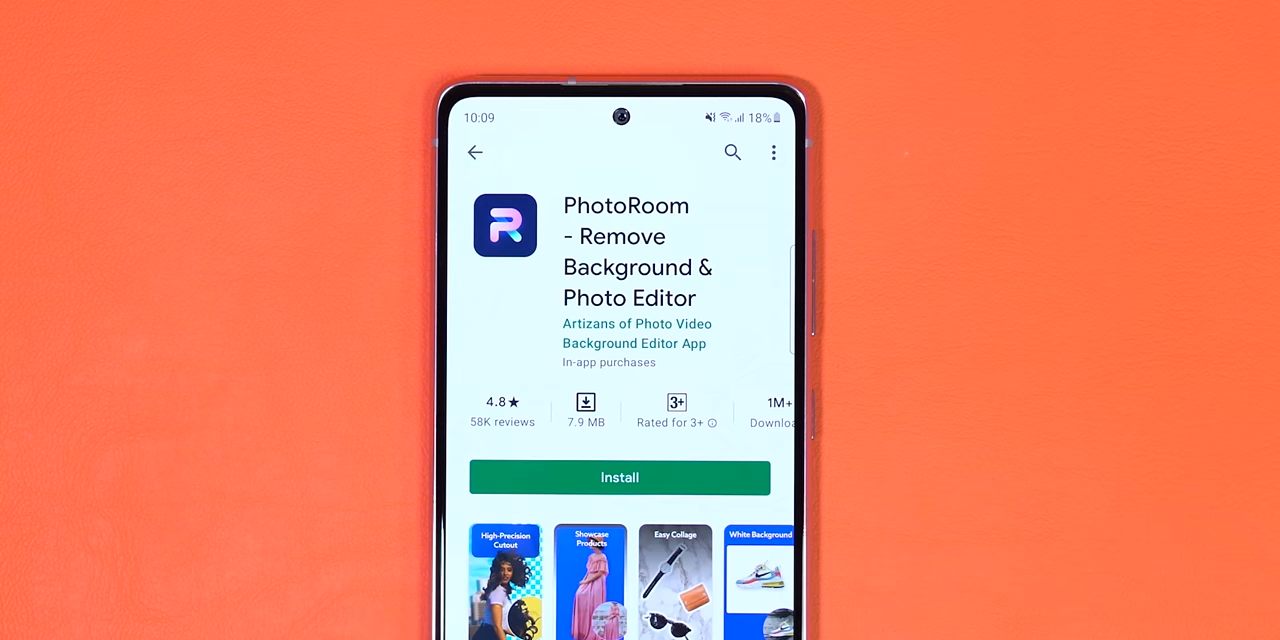 10:09
18%
PhotoRoom
- Remove
Background &
Photo Editor
Artizans of Photo Video
Background Editor App
In-app purchases
4.8★
58K reviews
7.9 MB
3+
Rated for 3+
1M+
Downloa
Install
High-Precision
Cutout
Showcase
Products
Easy Collage
White Background